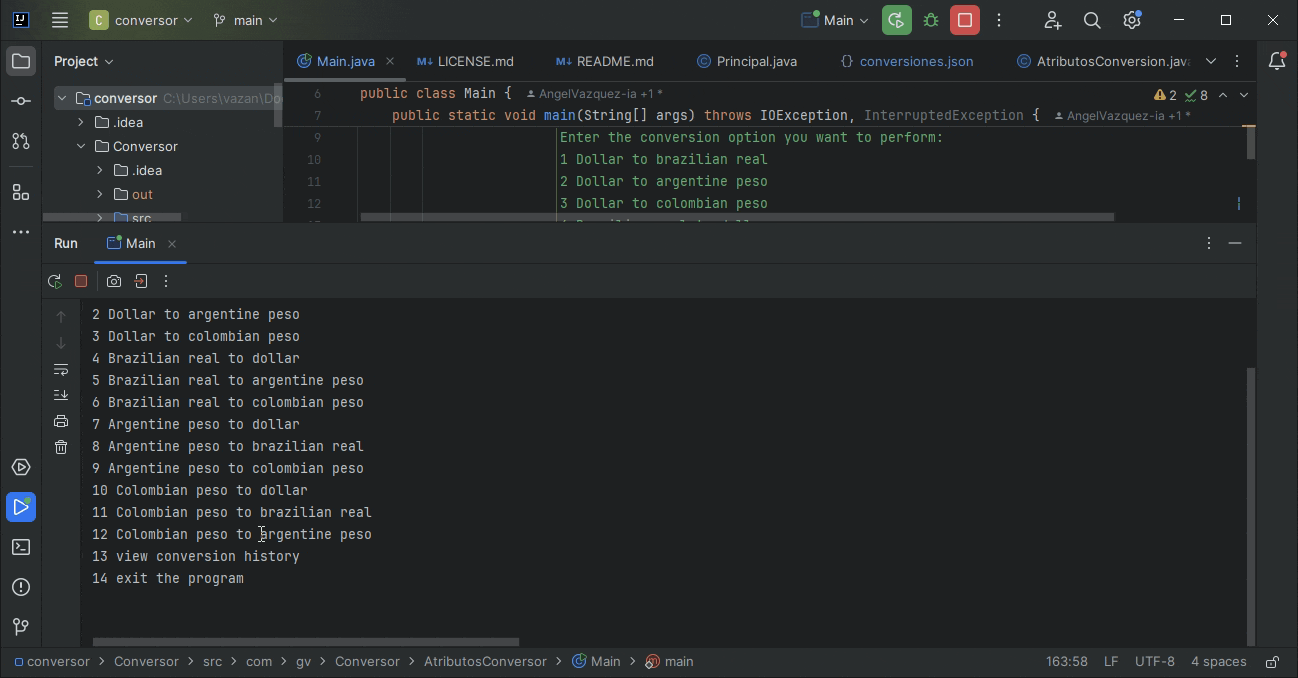 IJ C conversor main Main
Project Main.java LICENSE.md README.md Principal.java {} conversiones.json AtributosConversion.java
conversor C:\Users\vazan\Do
.idea
Conversor
.idea
out
src
6 public class Main { AngelVazquez-ia +1 * 2 8
7 public static void main(String[] args) throws IOException, InterruptedException { AngelVazquez-ia +1 *
9 Enter the conversion option you want to perform:
10 1 Dollar to brazilian real
11 2 Dollar to argentine peso
12 3 Dollar to colombian peso
Run Main
2 Dollar to argentine peso
3 Dollar to colombian peso
4 Brazilian real to dollar
5 Brazilian real to argentine peso
6 Brazilian real to colombian peso
7 Argentine peso to dollar
8 Argentine peso to brazilian real
9 Argentine peso to colombian peso
10 Colombian peso to dollar
11 Colombian peso to brazilian real
12 Colombian peso to argentine peso
13 view conversion history
14 exit the program
conversor > Conversor > src > com > gv > Conversor > AtributosConversor > Main > main 163:58 LF UTF-8 4 spaces